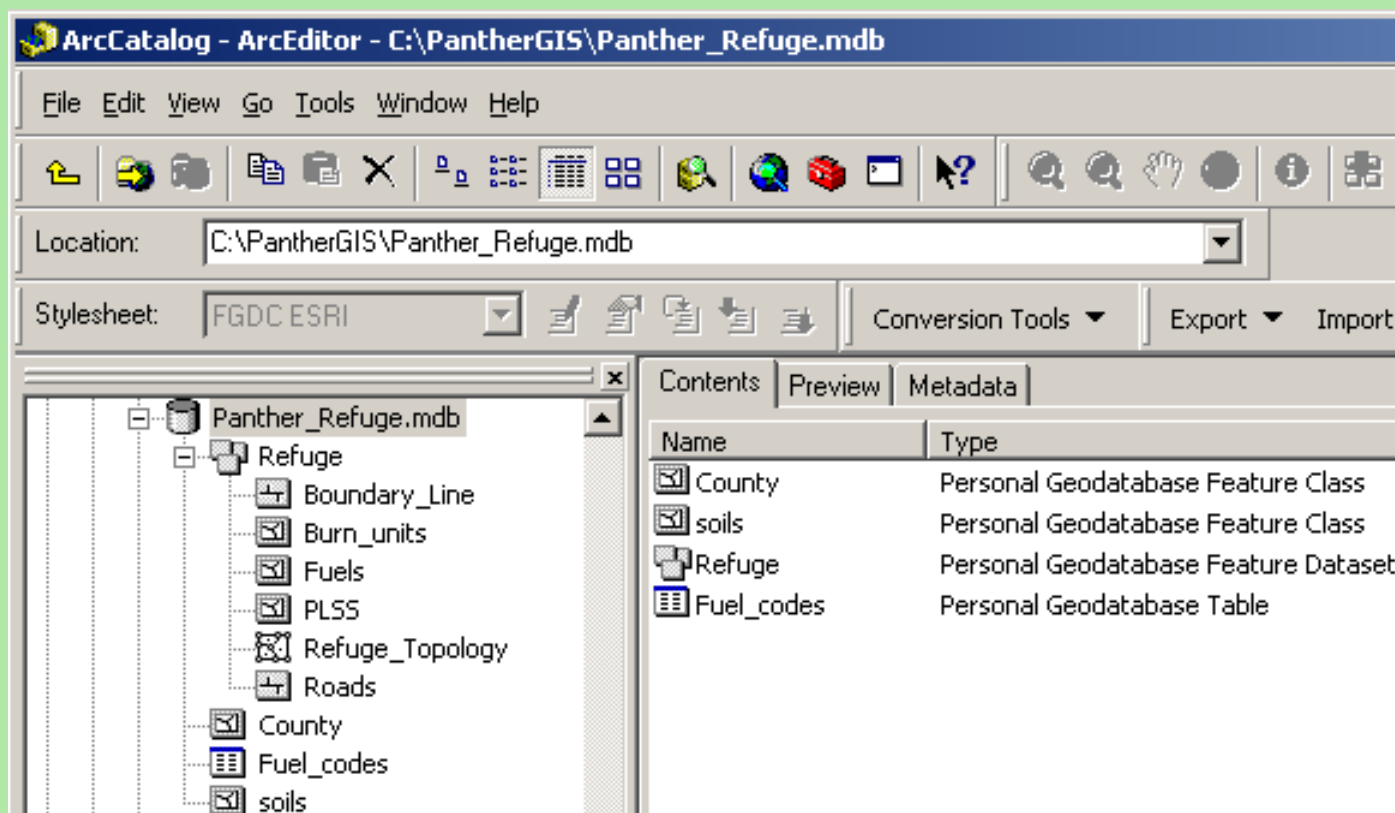 ArcCatalog - ArcEditor - C:\PantherGIS\Panther_Refuge.mdb
File Edit View Go Tools Window Help
Location: C:\PantherGIS\Panther_Refuge.mdb
Stylesheet: FGDC ESRI Conversion Tools Export Import
Panther_Refuge.mdb
Refuge
Boundary_Line
Burn_units
Fuels
PLSS
Refuge_Topology
Roads
County
Fuel_codes
soils
Contents Preview Metadata
Name Type
County Personal Geodatabase Feature Class
soils Personal Geodatabase Feature Class
Refuge Personal Geodatabase Feature Dataset
Fuel_codes Personal Geodatabase Table